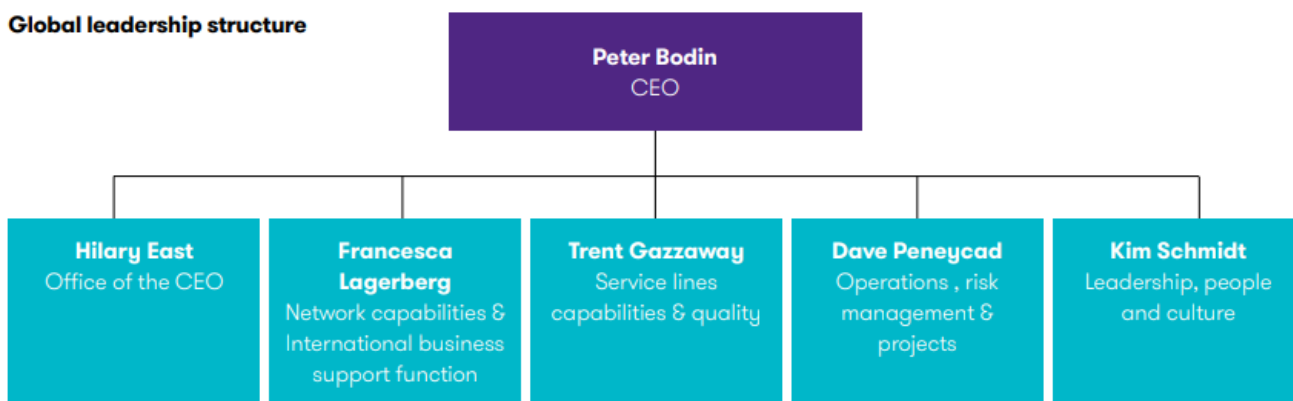 Global leadership structure
Peter Bodin
CEO
Hilary East
Office of the CEO
Francesca
Lagerberg
Network capabilities &
International business
support function
Trent Gazzaway
Service lines
capabilities & quality
Dave Peneycad
Operations , risk
management &
projects
Kim Schmidt
Leadership, people
and culture